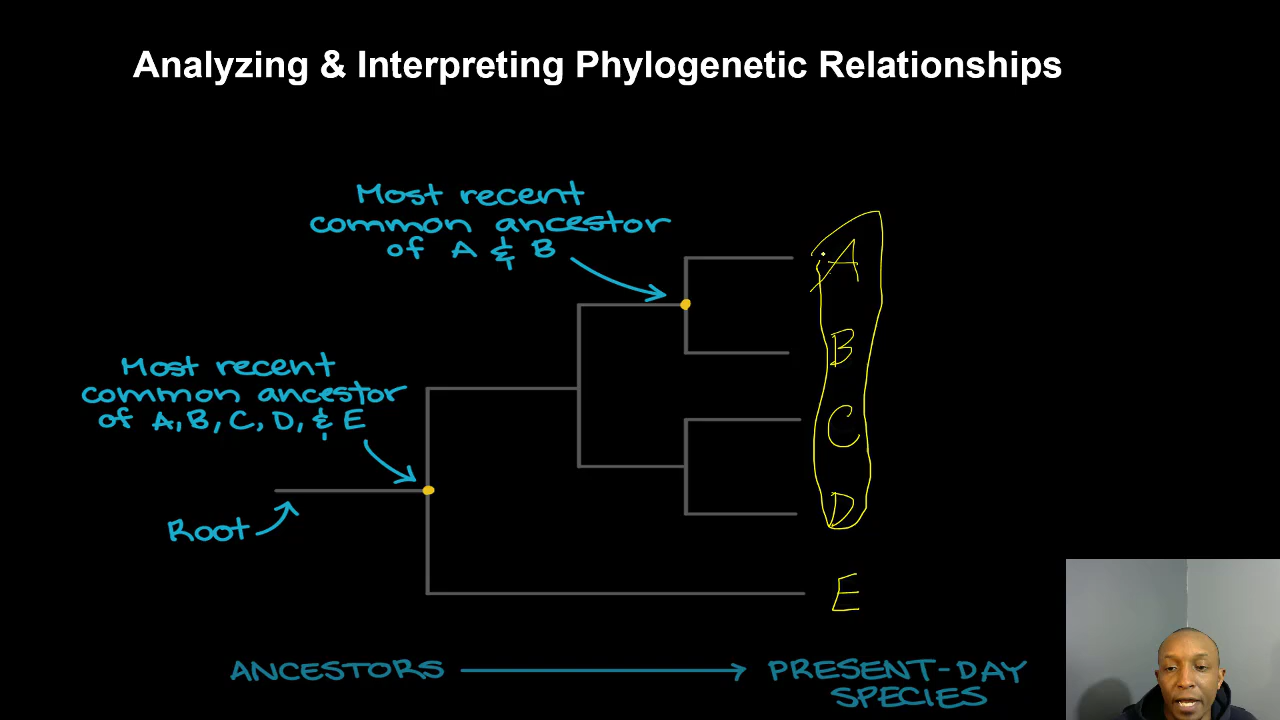 Analyzing & Interpreting Phylogenetic Relationships
Most recent
common ancestor
of A & B
A
B
Most recent
common ancestor
of A, B, C, D, & E
C
D
Root
E
ANCESTORS
PRESENT-DAY
SPECIES